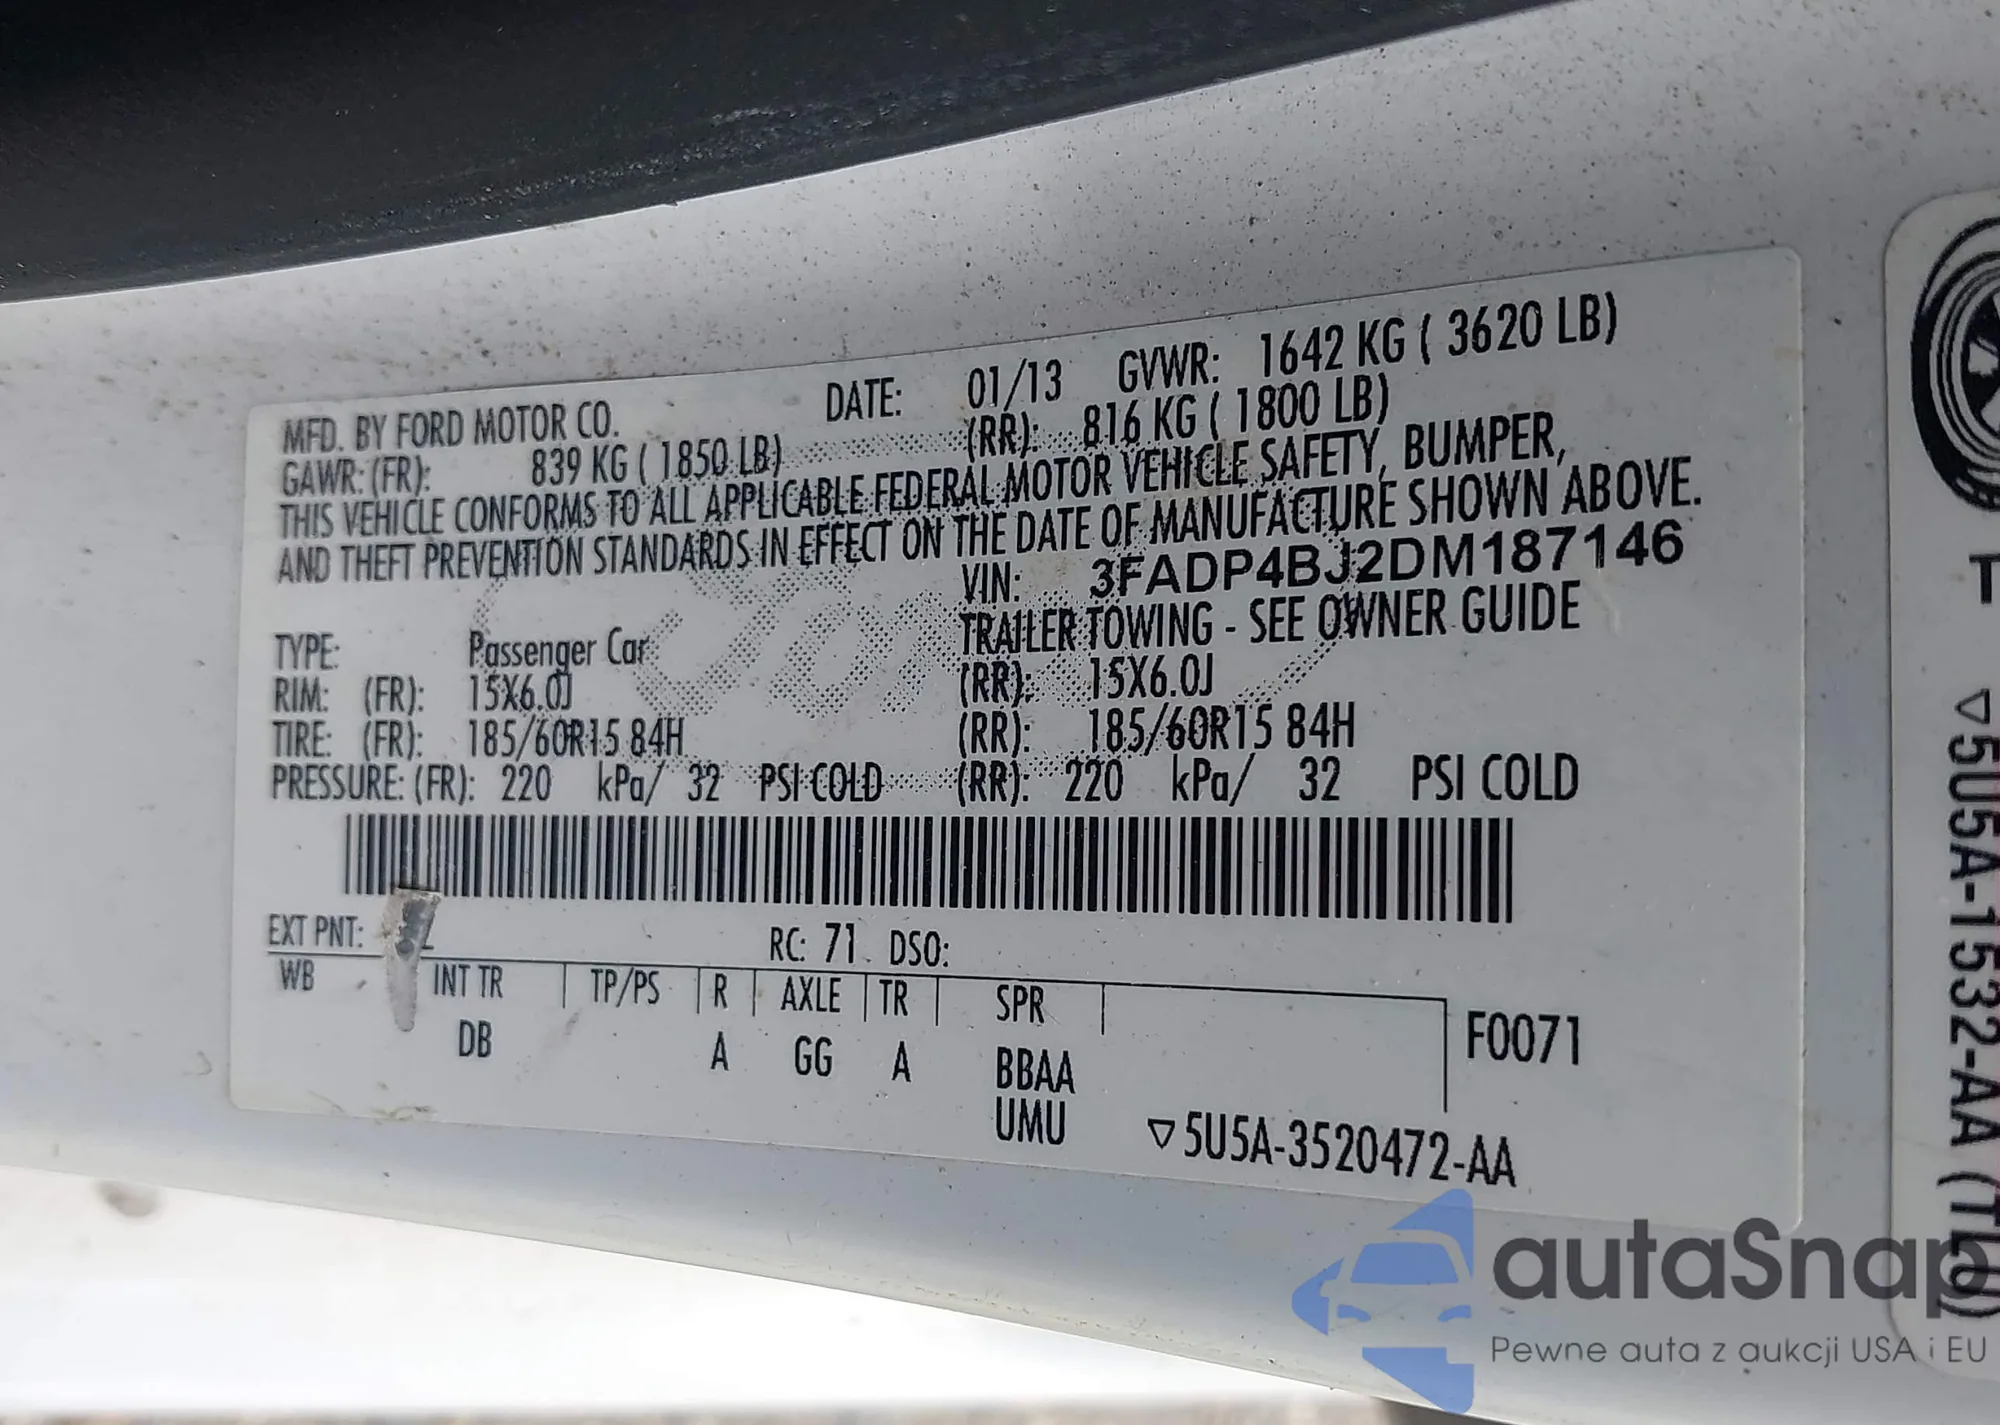 MFD. BY FORD MOTOR CO. DATE: 01/13 GVWR: 1642 KG ( 3620 LB)
GAWR: (FR): 839 KG ( 1850 LB) (RR): 816 KG ( 1800 LB)
THIS VEHICLE CONFORMS TO ALL APPLICABLE FEDERAL MOTOR VEHICLE SAFETY, BUMPER,
AND THEFT PREVENTION STANDARDS IN EFFECT ON THE DATE OF MANUFACTURE SHOWN ABOVE.
VIN: 3FADP4BJ2DM187146
TYPE: Passenger Car TRAILER TOWING - SEE OWNER GUIDE
RIM: (FR): 15X6.0J (RR): 15X6.0J
TIRE: (FR): 185/60R15 84H (RR): 185/60R15 84H
PRESSURE: (FR): 220 kPa/ 32 PSI COLD (RR): 220 kPa/ 32 PSI COLD
EXT PNT: RC: 71 DSO:
WB INT TR TP/PS R AXLE TR SPR
F0071
DB A GG A BBAA
UMU ▽5U5A-3520472-AA
T
▽5U5A-1532-AA (TL0)
autaSnap
Pewne auta z aukcji USA i EU